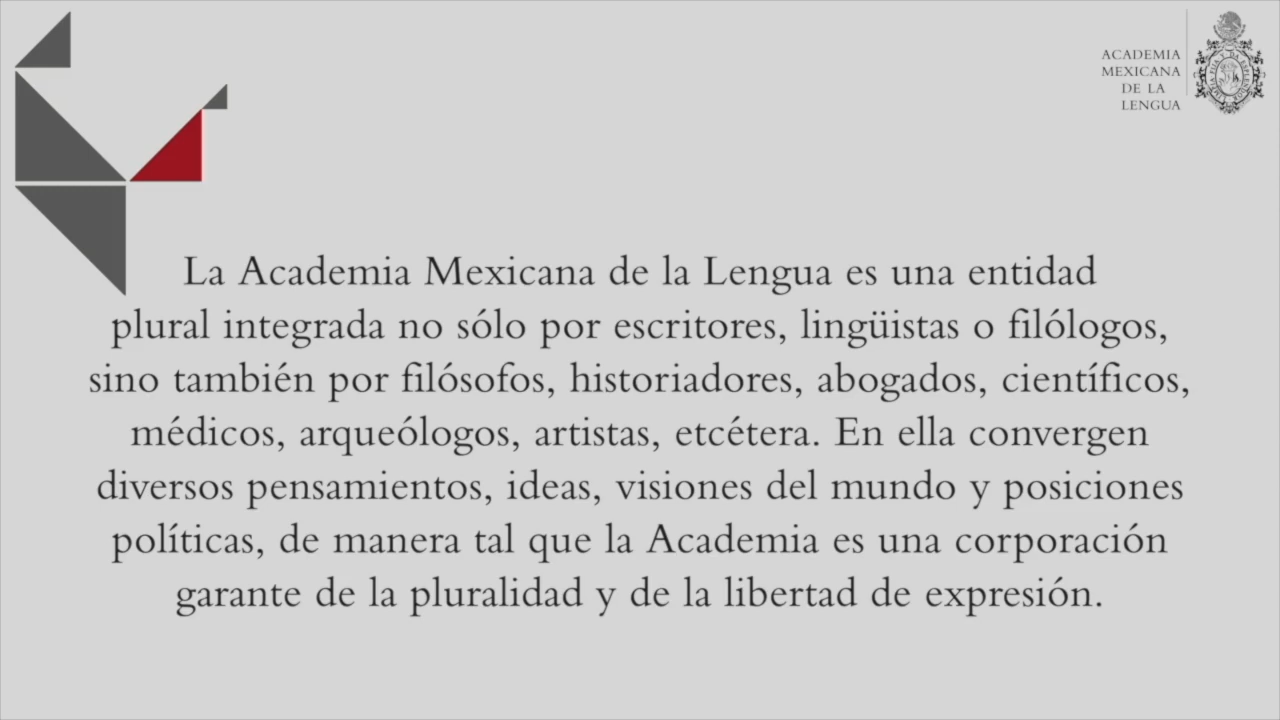 ACADEMIA
MEXICANA
DE LA
LENGUA
La Academia Mexicana de la Lengua es una entidad
plural integrada no sólo por escritores, lingüistas o filólogos,
sino también por filósofos, historiadores, abogados, científicos,
médicos, arqueólogos, artistas, etcétera. En ella convergen
diversos pensamientos, ideas, visiones del mundo y posiciones
políticas, de manera tal que la Academia es una corporación
garante de la pluralidad y de la libertad de expresión.